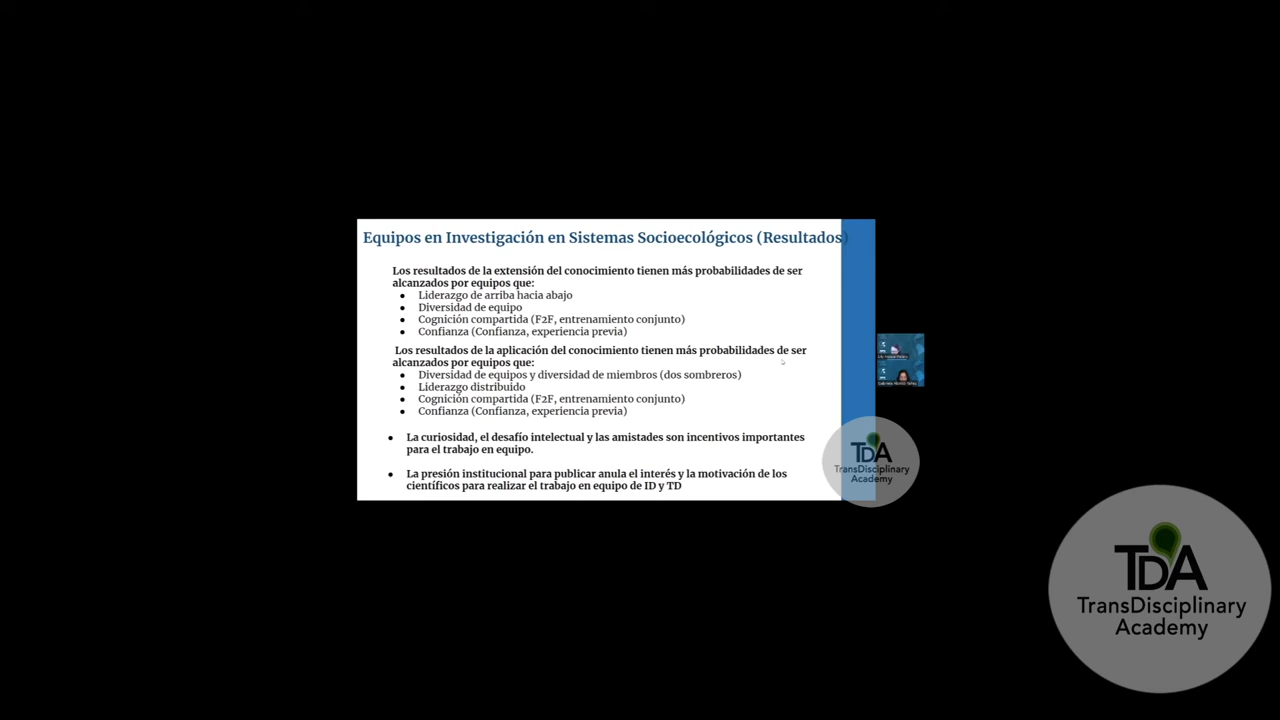 Equipos en Investigación en Sistemas Socioecológicos (Resultados)
Los resultados de la extensión del conocimiento tienen más probabilidades de ser
alcanzados por equipos que:
● Liderazgo de arriba hacia abajo
● Diversidad de equipo
● Cognición compartida (F2F, entrenamiento conjunto)
● Confianza (Confianza, experiencia previa)
Los resultados de la aplicación del conocimiento tienen más probabilidades de ser
alcanzados por equipos que:
● Diversidad de equipos y diversidad de miembros (dos sombreros)
● Liderazgo distribuido
● Cognición compartida (F2F, entrenamiento conjunto)
● Confianza (Confianza, experiencia previa)
● La curiosidad, el desafío intelectual y las amistades son incentivos importantes
para el trabajo en equipo.
● La presión institucional para publicar anula el interés y la motivación de los
científicos para realizar el trabajo en equipo de ID y TD
TDA
TransDisciplinary
Academy
TDA
TransDisciplinary
Academy